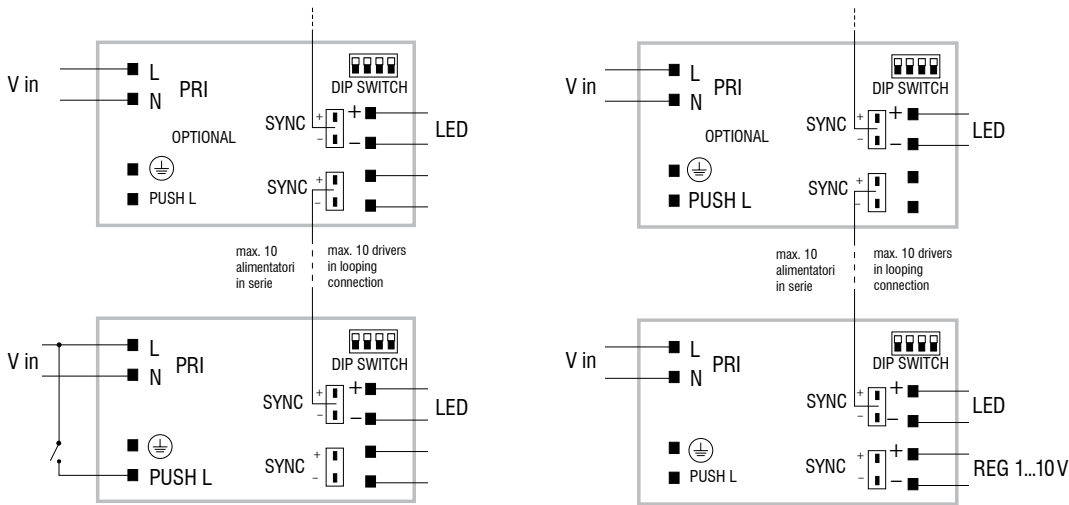 V in
L
N
PRI
DIP SWITCH
SYNC
+
−
+
−
LED
OPTIONAL
SYNC
+
−
PUSH L
max. 10
alimentatori
in serie
max. 10 drivers
in looping
connection
V in
L
N
PRI
DIP SWITCH
SYNC
+
−
+
−
LED
SYNC
+
−
PUSH L
V in
L
N
PRI
DIP SWITCH
SYNC
+
−
+
−
LED
OPTIONAL
SYNC
+
−
PUSH L
max. 10
alimentatori
in serie
max. 10 drivers
in looping
connection
V in
L
N
PRI
DIP SWITCH
SYNC
+
−
+
−
LED
SYNC
+
−
+
−
REG 1...10 V
PUSH L